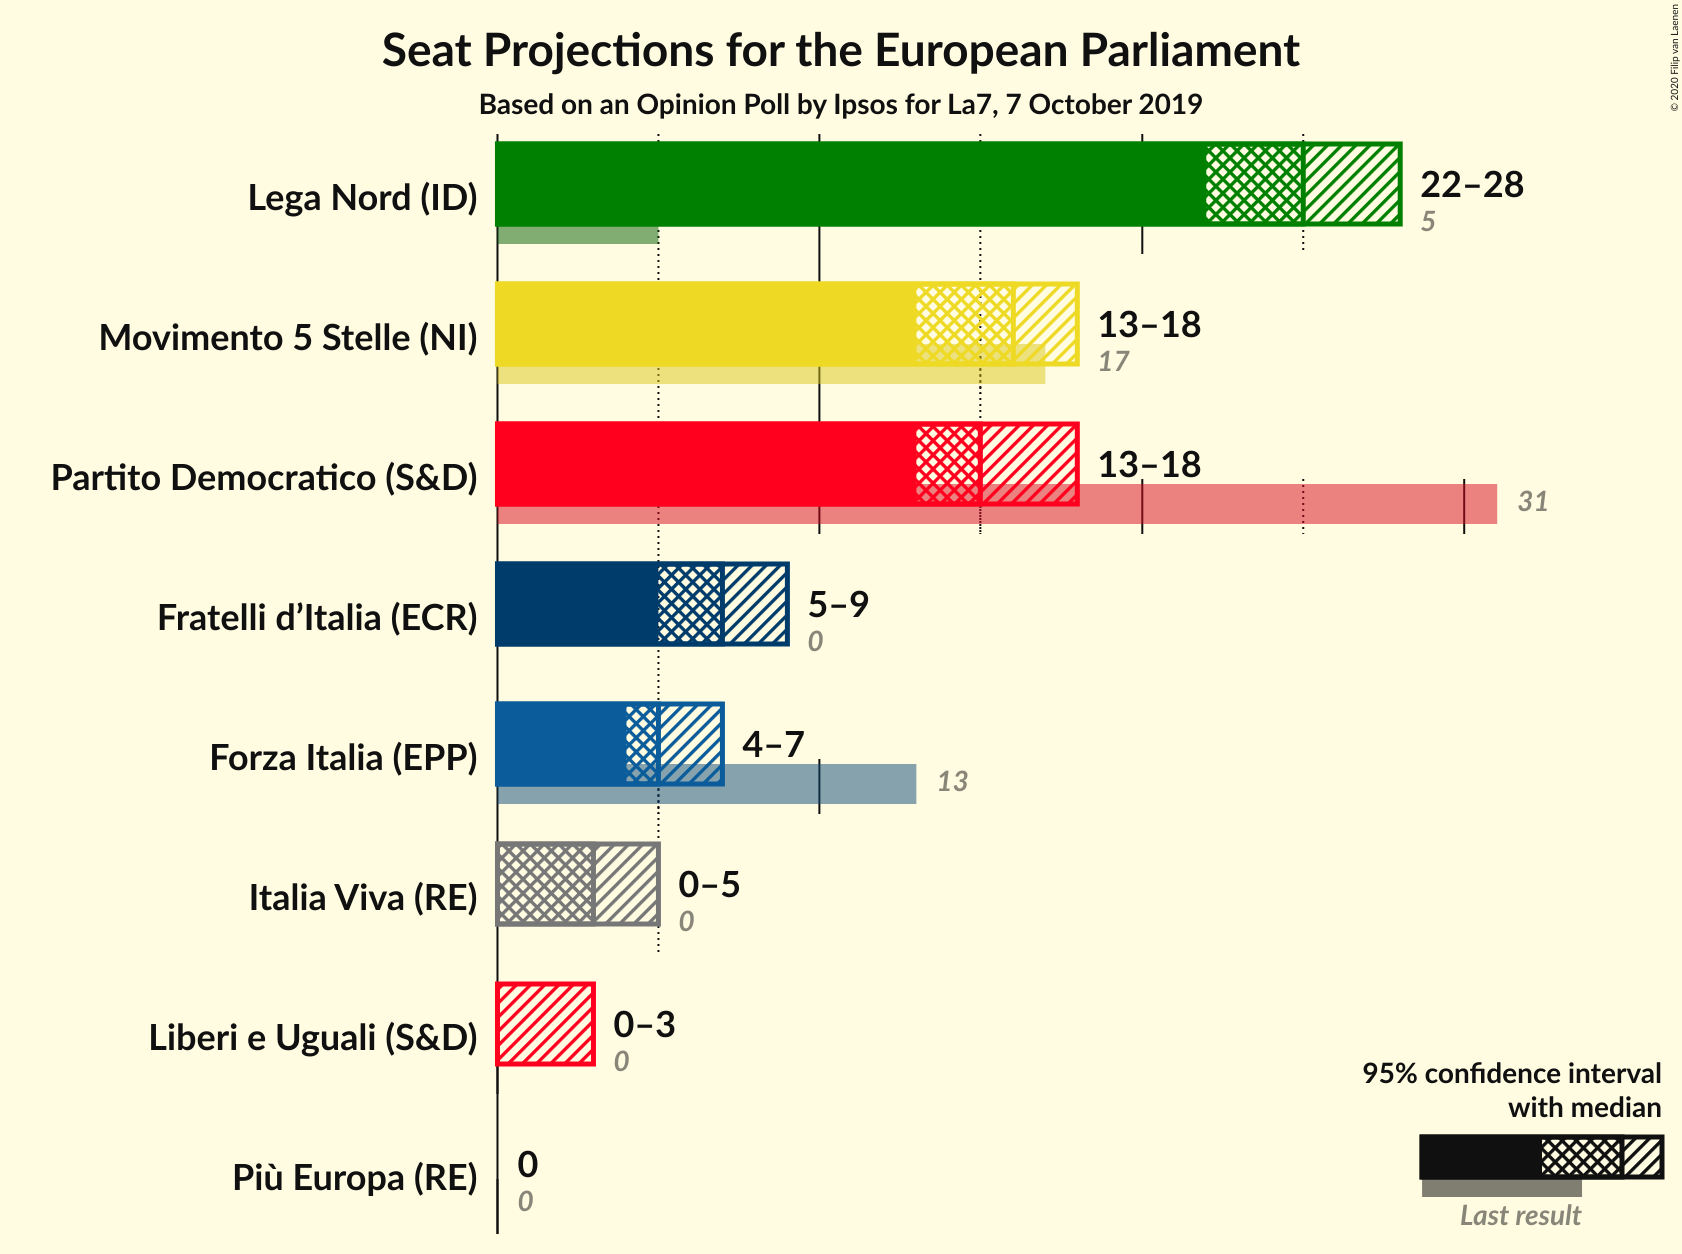 Seat Projections for the European Parliament
Based on an Opinion Poll by Ipsos for La7, 7 October 2019
© 2020 Filip van Laenen
Lega Nord (ID)
22–28
5
Movimento 5 Stelle (NI)
13–18
17
Partito Democratico (S&D)
13–18
31
Fratelli d’Italia (ECR)
5–9
0
Forza Italia (EPP)
4–7
13
Italia Viva (RE)
0–5
0
Liberi e Uguali (S&D)
0–3
0
Più Europa (RE)
0
0
95% confidence interval
with median
Last result